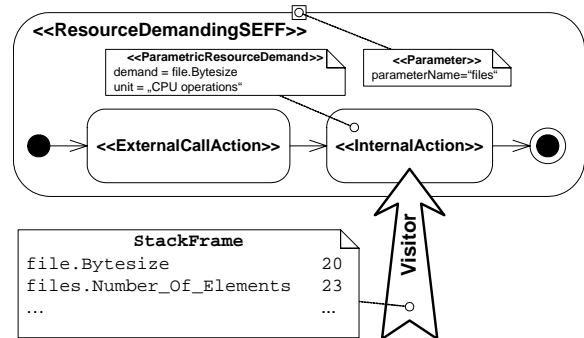 <<ResourceDemandingSEFF>>
<<ParametricResourceDemand>>
demand = file.Bytesize
unit = „CPU operations“
<<Parameter>>
parameterName=“files“
<<ExternalCallAction>>
<<InternalAction>>
Visitor
StackFrame
file.Bytesize 20
files.Number_Of_Elements 23
... ...